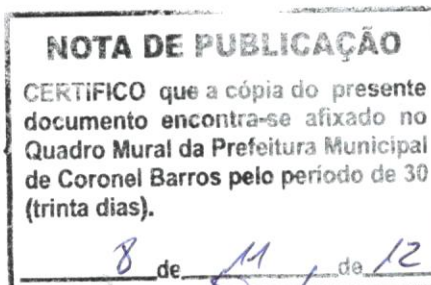 NOTA DE PUBLICAÇÃO
CERTIFICO que a cópia do presente
documento encontra-se afixado no
Quadro Mural da Prefeitura Municipal
de Coronel Barros pelo período de 30
(trinta dias).
8 de 11 de 12